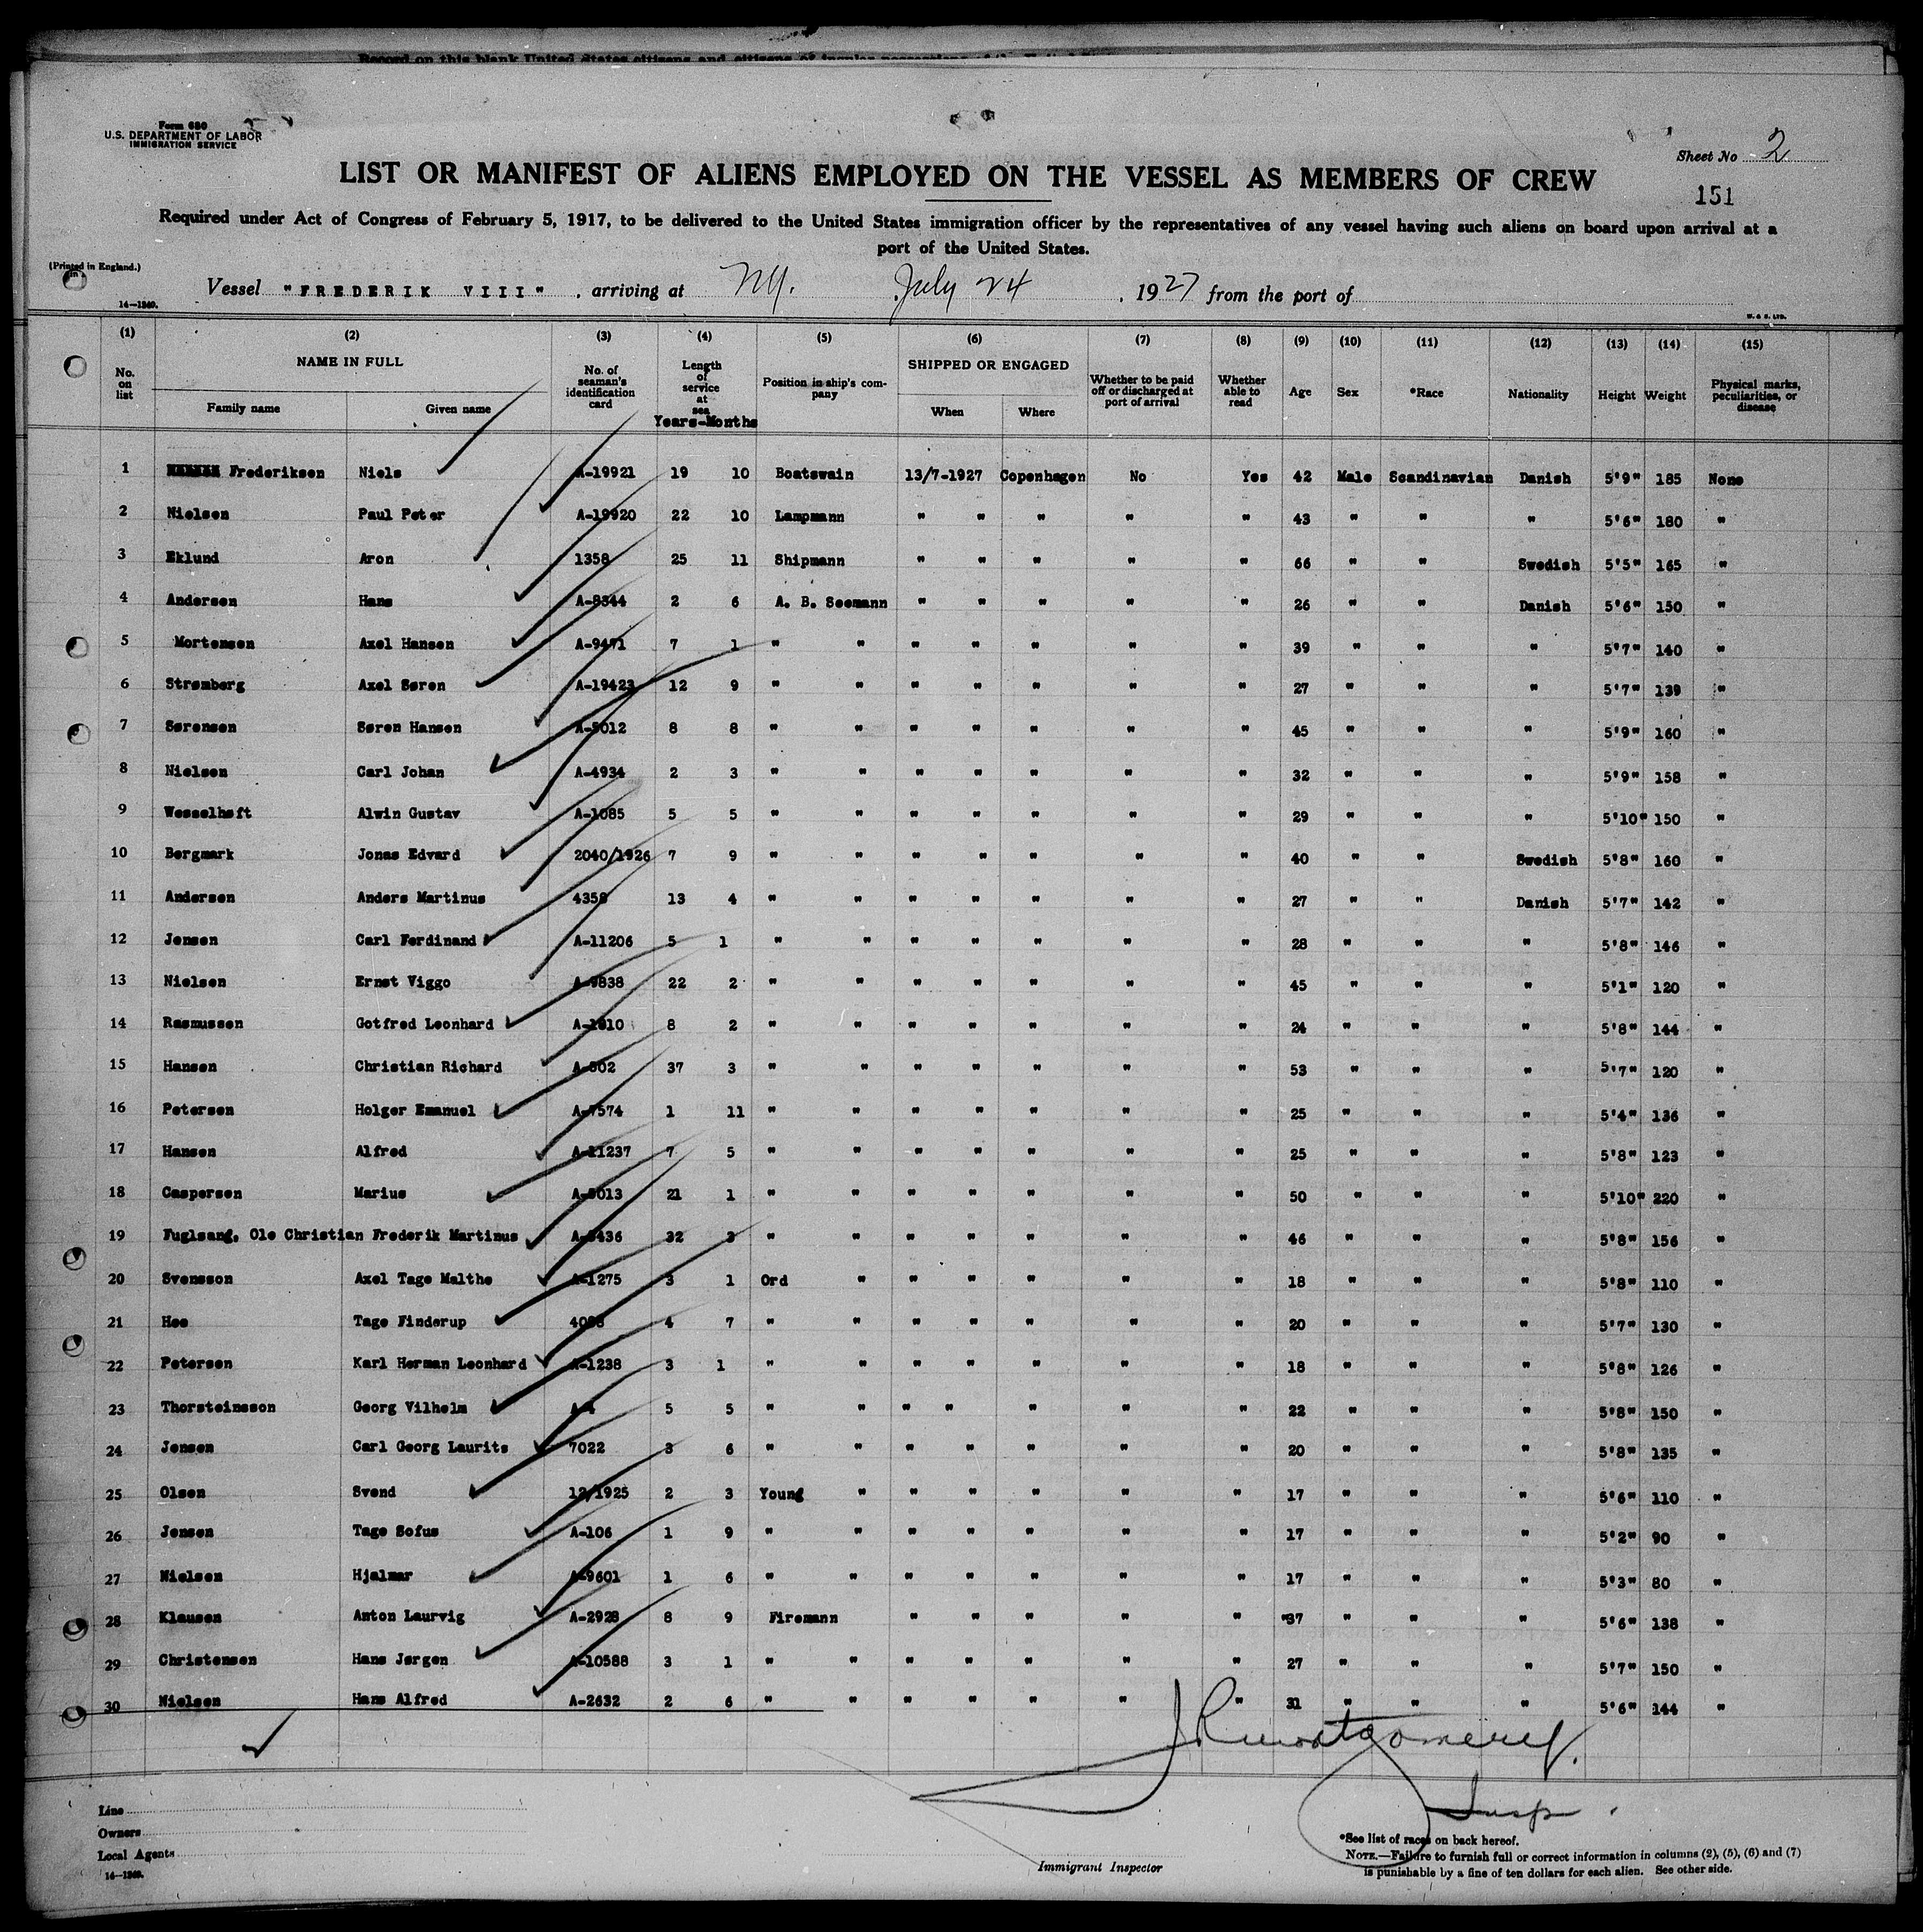 Record on this blank United States citizens and citizens of insular possessions of the
Form 680
U.S. DEPARTMENT OF LABOR
IMMIGRATION SERVICE
Sheet No 2
LIST OR MANIFEST OF ALIENS EMPLOYED ON THE VESSEL AS MEMBERS OF CREW
151
Required under Act of Congress of February 5, 1917, to be delivered to the United States immigration officer by the representatives of any vessel having such aliens on board upon arrival at a
port of the United States.
(Printed in England.)
Vessel "FREDERIK VIII", arriving at NY. July 24, 1927 from the port of
14—1240.
W. & S. LTD.
(1) (2) (3) (4) (5) (6) (7) (8) (9) (10) (11) (12) (13) (14) (15)
No. on list NAME IN FULL Family name Given name No. of seaman's identification card Length of service at sea Years-Months Position in ship's company SHIPPED OR ENGAGED When Where Whether to be paid off or discharged at port of arrival Whether able to read Age Sex *Race Nationality Height Weight Physical marks, peculiarities, or disease
1 Frederiksen Niels A-19921 19 10 Boatswain 13/7-1927 Copenhagen No Yes 42 Male Scandinavian Danish 5'9" 185 None
2 Nielsen Paul Peter A-19920 22 10 Lampmann " " " " " 43 " " " 5'6" 180 "
3 Eklund Aron 1358 25 11 Shipmann " " " " " 66 " " Swedish 5'5" 165 "
4 Andersen Hans A-8344 2 6 A. B. Seemann " " " " " 26 " " Danish 5'6" 150 "
5 Mortensen Axel Hansen A-9471 7 1 " " " " " " " 39 " " " 5'7" 140 "
6 Strømberg Axel Søren A-19423 12 9 " " " " " " " 27 " " " 5'7" 139 "
7 Sørensen Søren Hansen A-5012 8 8 " " " " " " " 45 " " " 5'9" 160 "
8 Nielsen Carl Johan A-4934 2 3 " " " " " " " 32 " " " 5'9" 158 "
9 Wesselhøft Alwin Gustav A-1085 5 5 " " " " " " " 29 " " " 5'10" 150 "
10 Bergmark Jonas Edvard 2040/1926 7 9 " " " " " " " 40 " " Swedish 5'8" 160 "
11 Andersen Anders Martinus 4358 13 4 " " " " " " " 27 " " Danish 5'7" 142 "
12 Jensen Carl Ferdinand A-11206 5 1 " " " " " " " 28 " " " 5'8" 146 "
13 Nielsen Ernst Viggo A-9838 22 2 " " " " " " " 45 " " " 5'1" 120 "
14 Rasmussen Gotfred Leonhard A-1810 8 2 " " " " " " " 24 " " " 5'8" 144 "
15 Hansen Christian Richard A-502 37 3 " " " " " " " 53 " " " 5'7" 120 "
16 Petersen Holger Emanuel A-7574 1 11 " " " " " " " 25 " " " 5'4" 136 "
17 Hansen Alfred A-11237 7 5 " " " " " " " 25 " " " 5'8" 123 "
18 Caspersen Marius A-5013 21 1 " " " " " " " 50 " " " 5'10" 220 "
19 Fuglsang, Ole Christian Frederik Martinus A-5436 32 3 " " " " " " " 46 " " " 5'8" 156 "
20 Svensson Axel Tage Malthe A-1275 3 1 Ord " " " " " " 18 " " " 5'8" 110 "
21 Hee Tage Finderup 4 7 " " " " " " " 20 " " " 5'7" 130 "
22 Petersen Karl Herman Leonhard A-1238 3 1 " " " " " " " 18 " " " 5'8" 126 "
23 Thorsteinsson Georg Vilhelm A-4 5 5 " " " " " " " 22 " " " 5'8" 150 "
24 Jensen Carl Georg Laurits 7022 3 6 " " " " " " " 20 " " " 5'8" 135 "
25 Olsen Svend 12/1925 2 3 Young " " " " " " 17 " " " 5'6" 110 "
26 Jensen Tage Sofus A-106 1 9 " " " " " " " 17 " " " 5'2" 90 "
27 Nielsen Hjalmar A-9601 1 6 " " " " " " " 17 " " " 5'3" 80 "
28 Klausen Anton Laurvig A-2928 8 9 Firemann " " " " " 37 " " " 5'6" 138 "
29 Christensen Hans Jørgen A-10588 3 1 " " " " " " " 27 " " " 5'7" 150 "
30 Nielsen Hans Alfred A-2632 2 6 " " " " " " " 31 " " " 5'6" 144 "
J R Montgomery.
Insp.
Line
Owners
Local Agents
14—1240.
Immigrant Inspector
*See list of races on back hereof.
NOTE.—Failure to furnish full or correct information in columns (2), (5), (6) and (7)
is punishable by a fine of ten dollars for each alien. See other side.